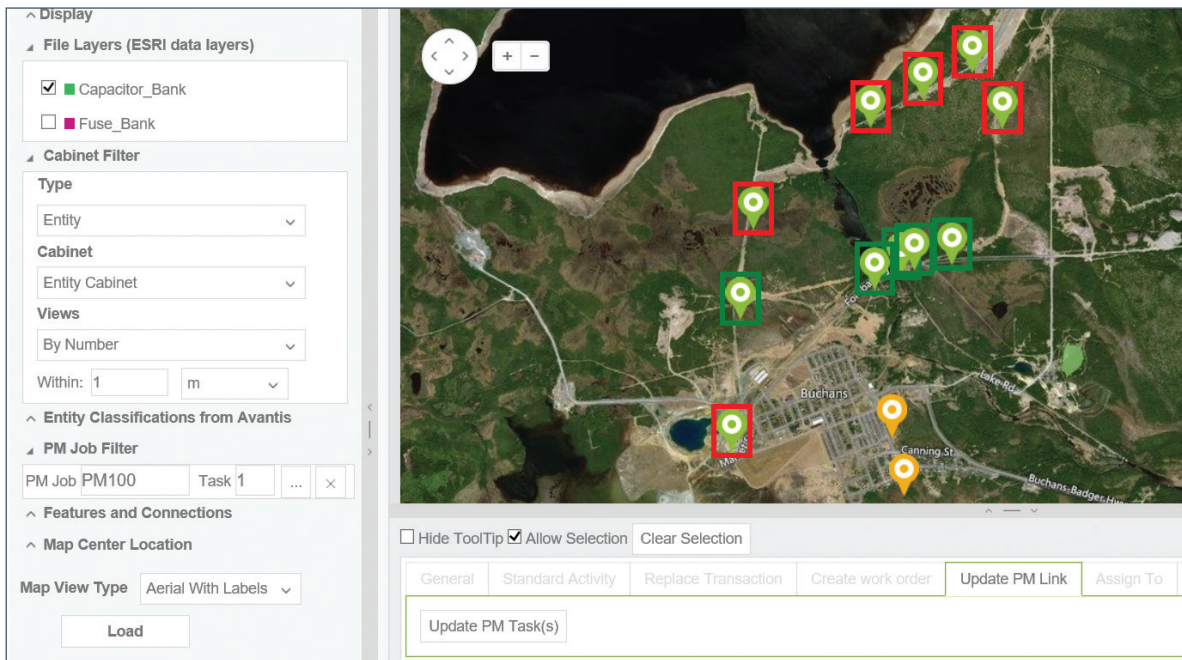 Display
File Layers (ESRI data layers)
Capacitor_Bank
Fuse_Bank
Cabinet Filter
Type
Entity
Cabinet
Entity Cabinet
Views
By Number
Within: 1 m
Entity Classifications from Avantis
PM Job Filter
PM Job PM100 Task 1 ...
Features and Connections
Map Center Location
Map View Type Aerial With Labels
Load
+ −
Buchans
Lake Rd
Canning St.
Buchans-Badger Hw
Hide ToolTip Allow Selection Clear Selection
General Standard Activity Replace Transaction Create work order Update PM Link Assign To
Update PM Task(s)